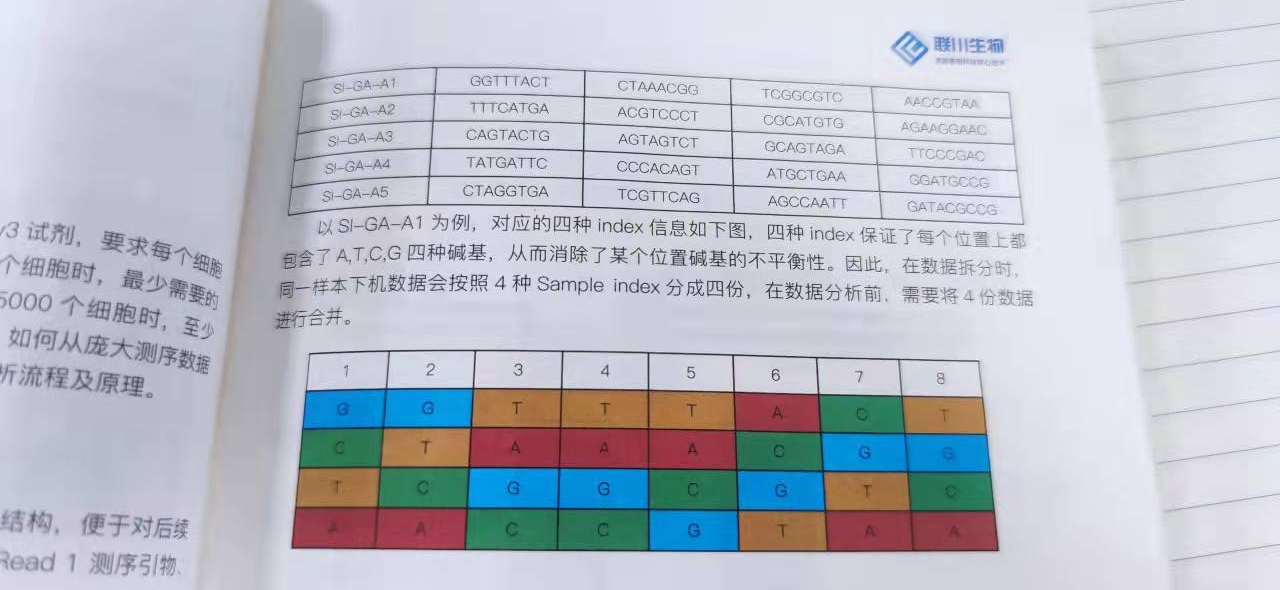 联川生物
SI-GA-A1 GGTTTACT CTAAACGG TCGGCGTC AACCGTAA
SI-GA-A2 TTTCATGA ACGTCCCT CGCATGTG AGAAGGAAC
SI-GA-A3 CAGTACTG AGTAGTCT GCAGTAGA TTCCCGAC
SI-GA-A4 TATGATTC CCCACAGT ATGCTGAA GGATGCCG
SI-GA-A5 CTAGGTGA TCGTTCAG AGCCAATT GATACGCCG
以 SI-GA-A1 为例，对应的四种 index 信息如下图，四种 index 保证了每个位置上都
包含了 A,T,C,G 四种碱基，从而消除了某个位置碱基的不平衡性。因此，在数据拆分时，
同一样本下机数据会按照 4 种 Sample index 分成四份，在数据分析前，需要将 4 份数据
进行合并。
1 2 3 4 5 6 7 8
G G T T T A C T
C T A A A C G G
T C G G C G T C
A A C C G T A A
v3 试剂，要求每个细胞
个细胞时，最少需要的
5000 个细胞时，至少
如何从庞大测序数据
析流程及原理。
结构，便于对后续
Read 1 测序引物、